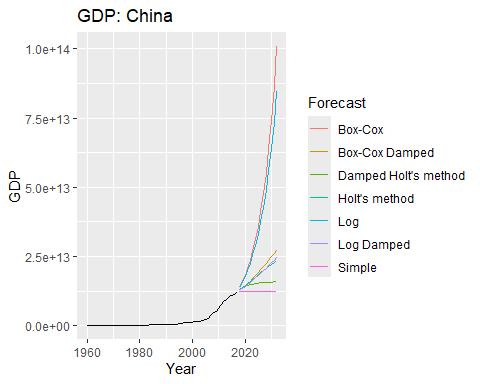 GDP: China
1.0e+14
7.5e+13
5.0e+13
2.5e+13
0.0e+00
GDP
1960
1980
2000
2020
Year
Forecast
Box-Cox
Box-Cox Damped
Damped Holt's method
Holt's method
Log
Log Damped
Simple